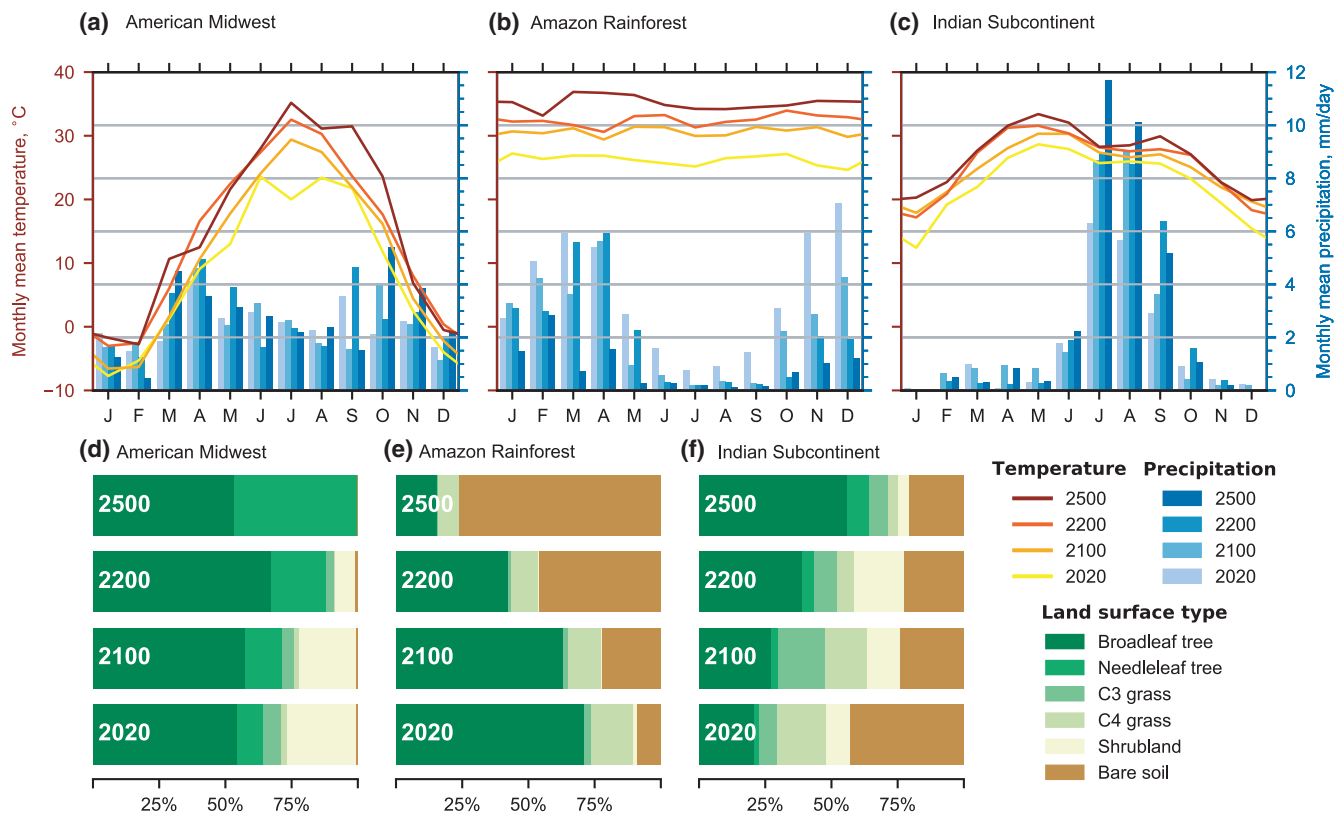 (a) American Midwest
(b) Amazon Rainforest
(c) Indian Subcontinent
Monthly mean temperature, °C
40
30
20
10
0
−10
J F M A M J J A S O N D
J F M A M J J A S O N D
J F M A M J J A S O N D
12
10
8
6
4
2
0
Monthly mean precipitation, mm/day
(d) American Midwest
2500
2200
2100
2020
25% 50% 75%
(e) Amazon Rainforest
2500
2200
2100
2020
25% 50% 75%
(f) Indian Subcontinent
2500
2200
2100
2020
25% 50% 75%
Temperature
2500
2200
2100
2020
Precipitation
2500
2200
2100
2020
Land surface type
Broadleaf tree
Needleleaf tree
C3 grass
C4 grass
Shrubland
Bare soil